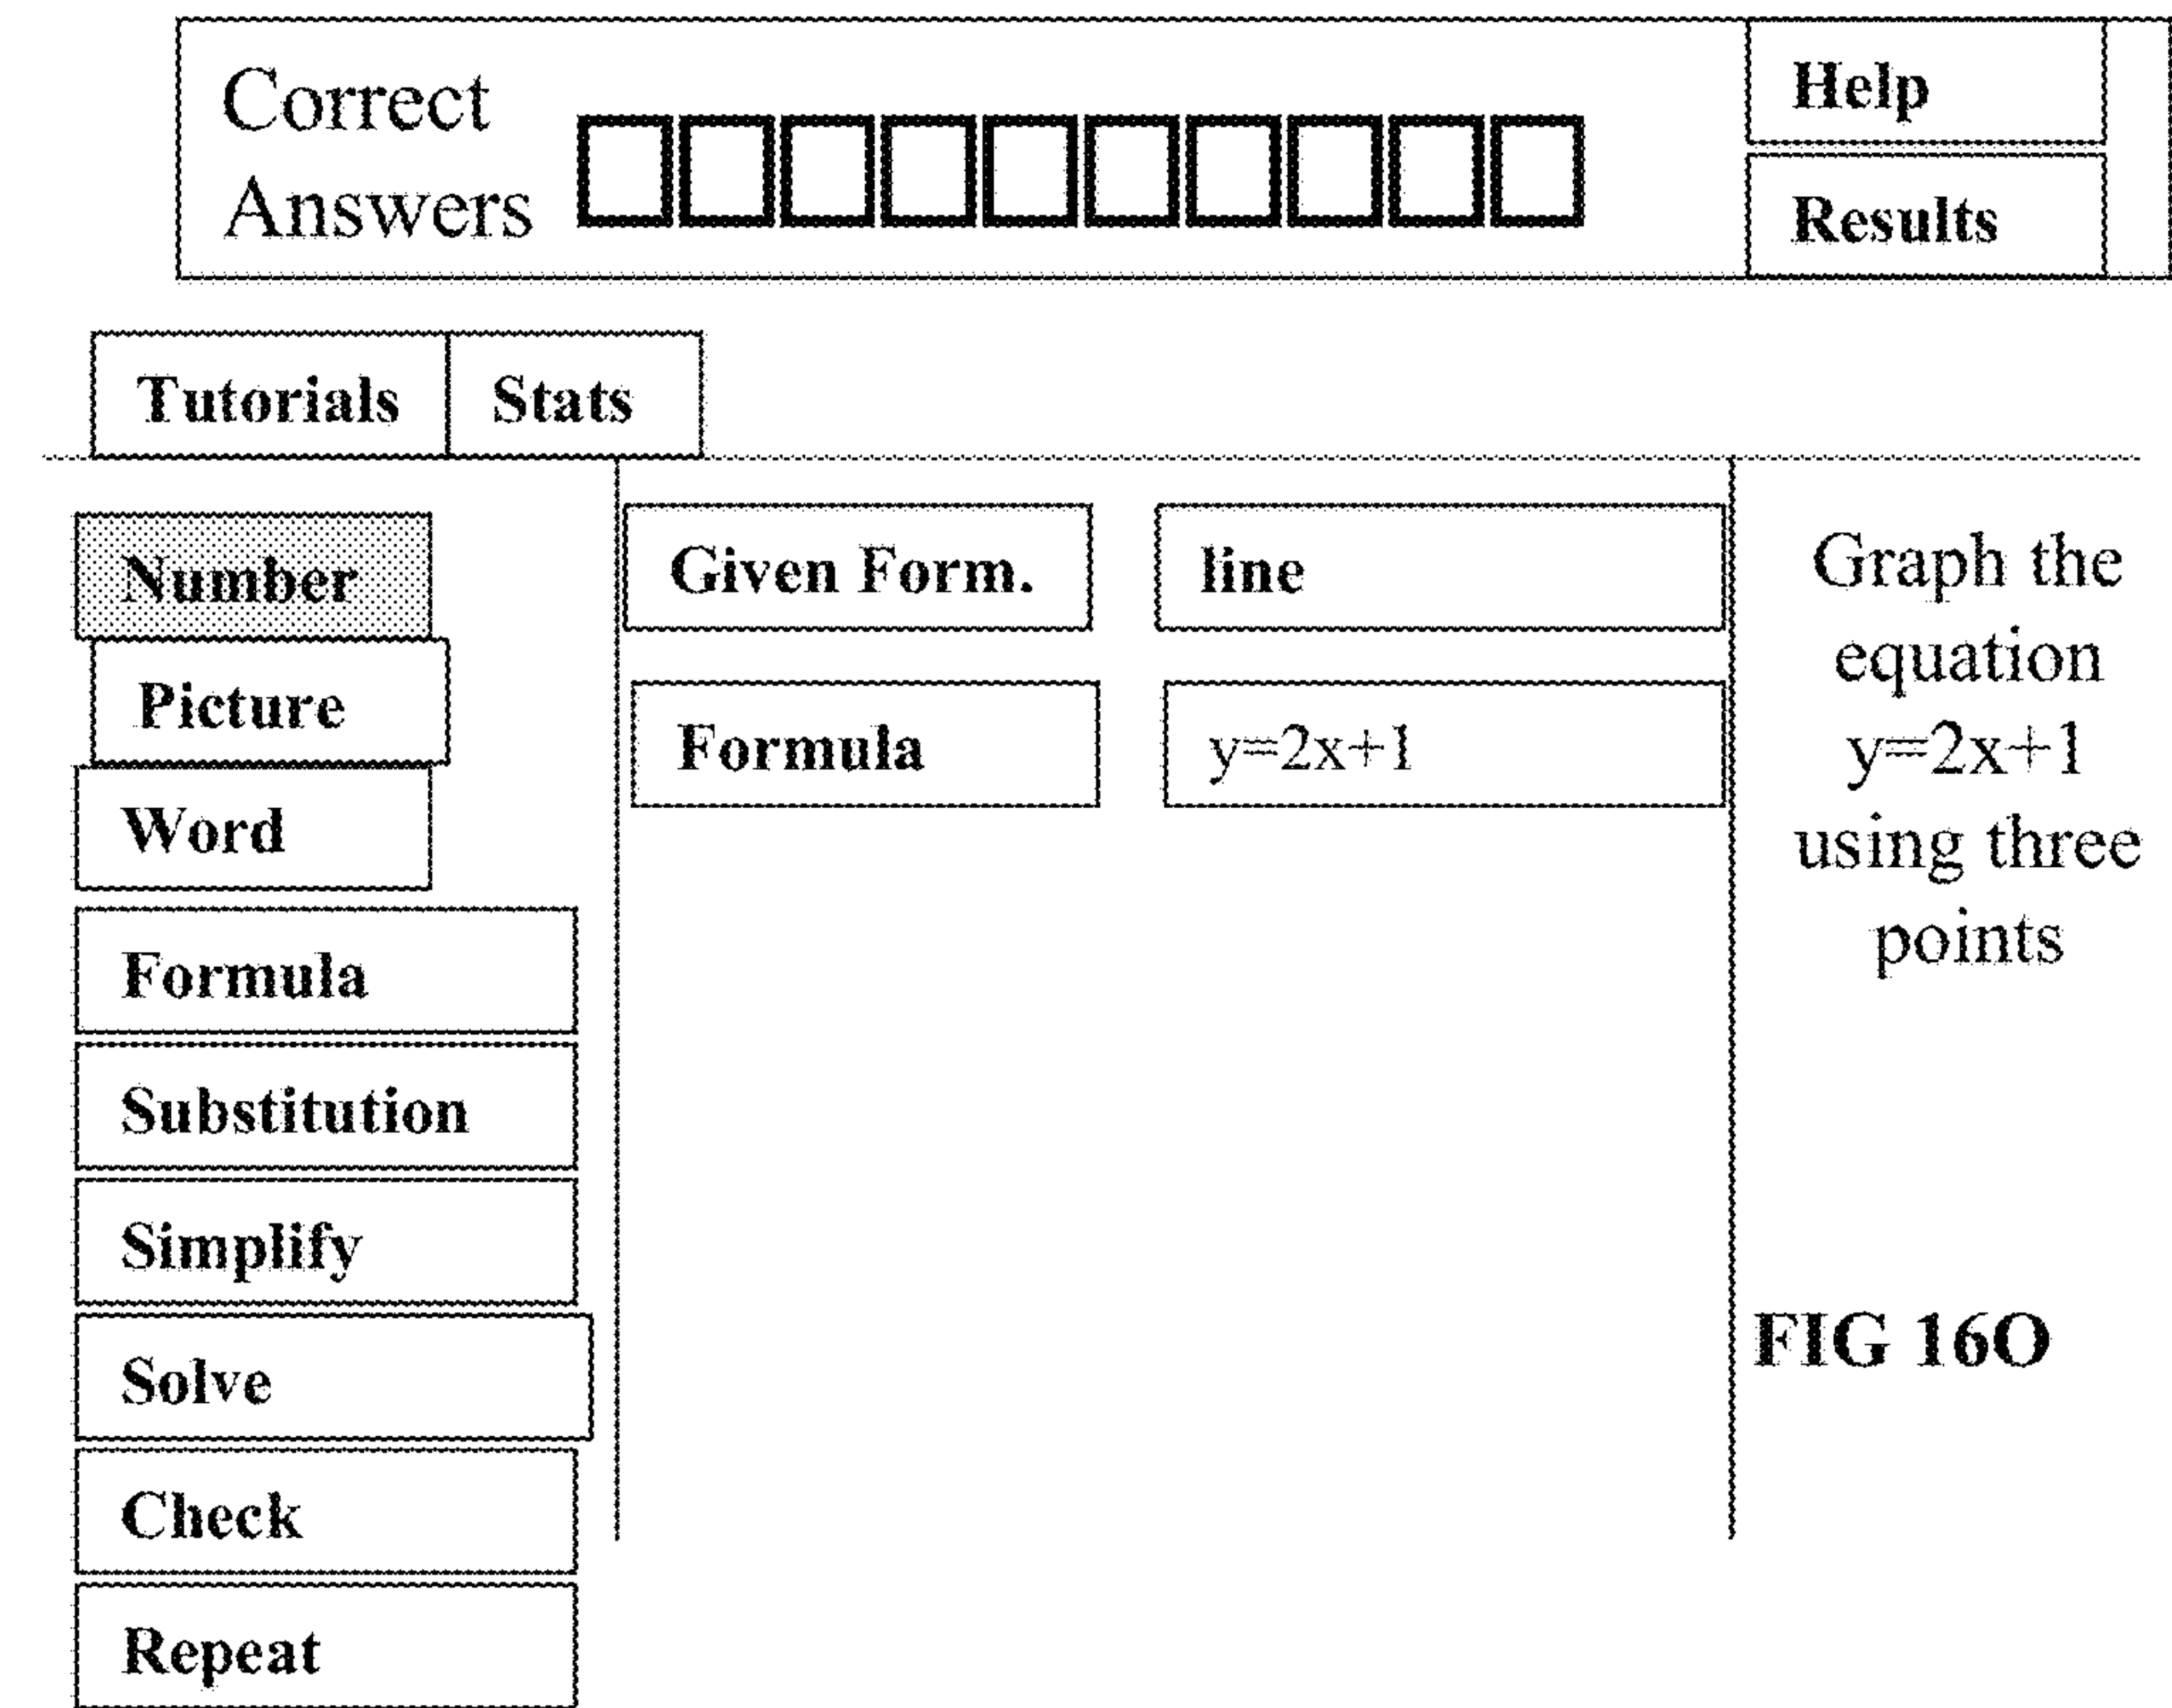 Correct
Answers
Help
Results
Tutorials
Stats
Number
Picture
Word
Formula
Substitution
Simplify
Solve
Check
Repeat
Given Form.
line
Formula
y=2x+1
Graph the
equation
y=2x+1
using three
points
FIG 16O